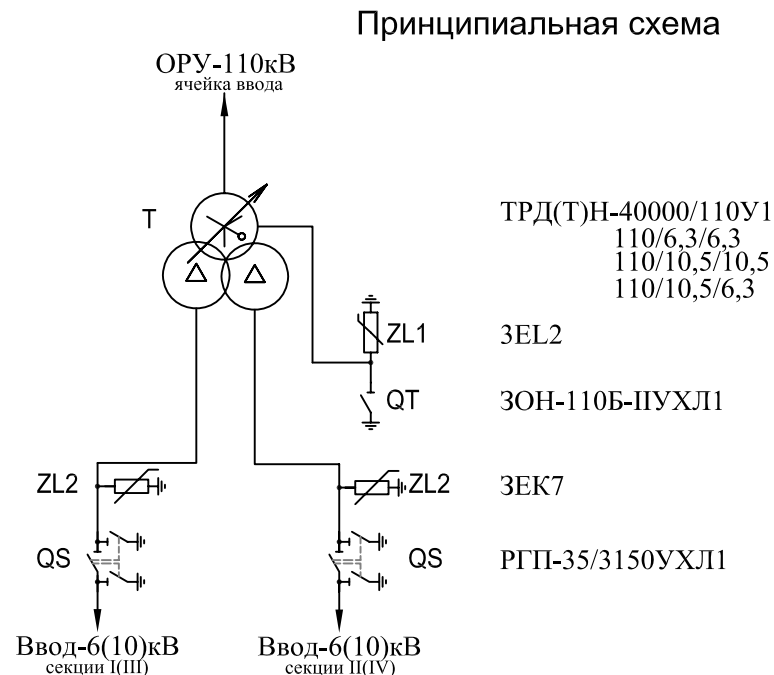 Принципиальная схема
ОРУ-110кВ
ячейка ввода
Т
ТРД(Т)Н-40000/110У1
110/6,3/6,3
110/10,5/10,5
110/10,5/6,3
ZL1
3EL2
QT
ЗОН-110Б-IIУХЛ1
ZL2
ZL2
3EK7
QS
QS
РГП-35/3150УХЛ1
Ввод-6(10)кВ
секции I(III)
Ввод-6(10)кВ
секции II(IV)